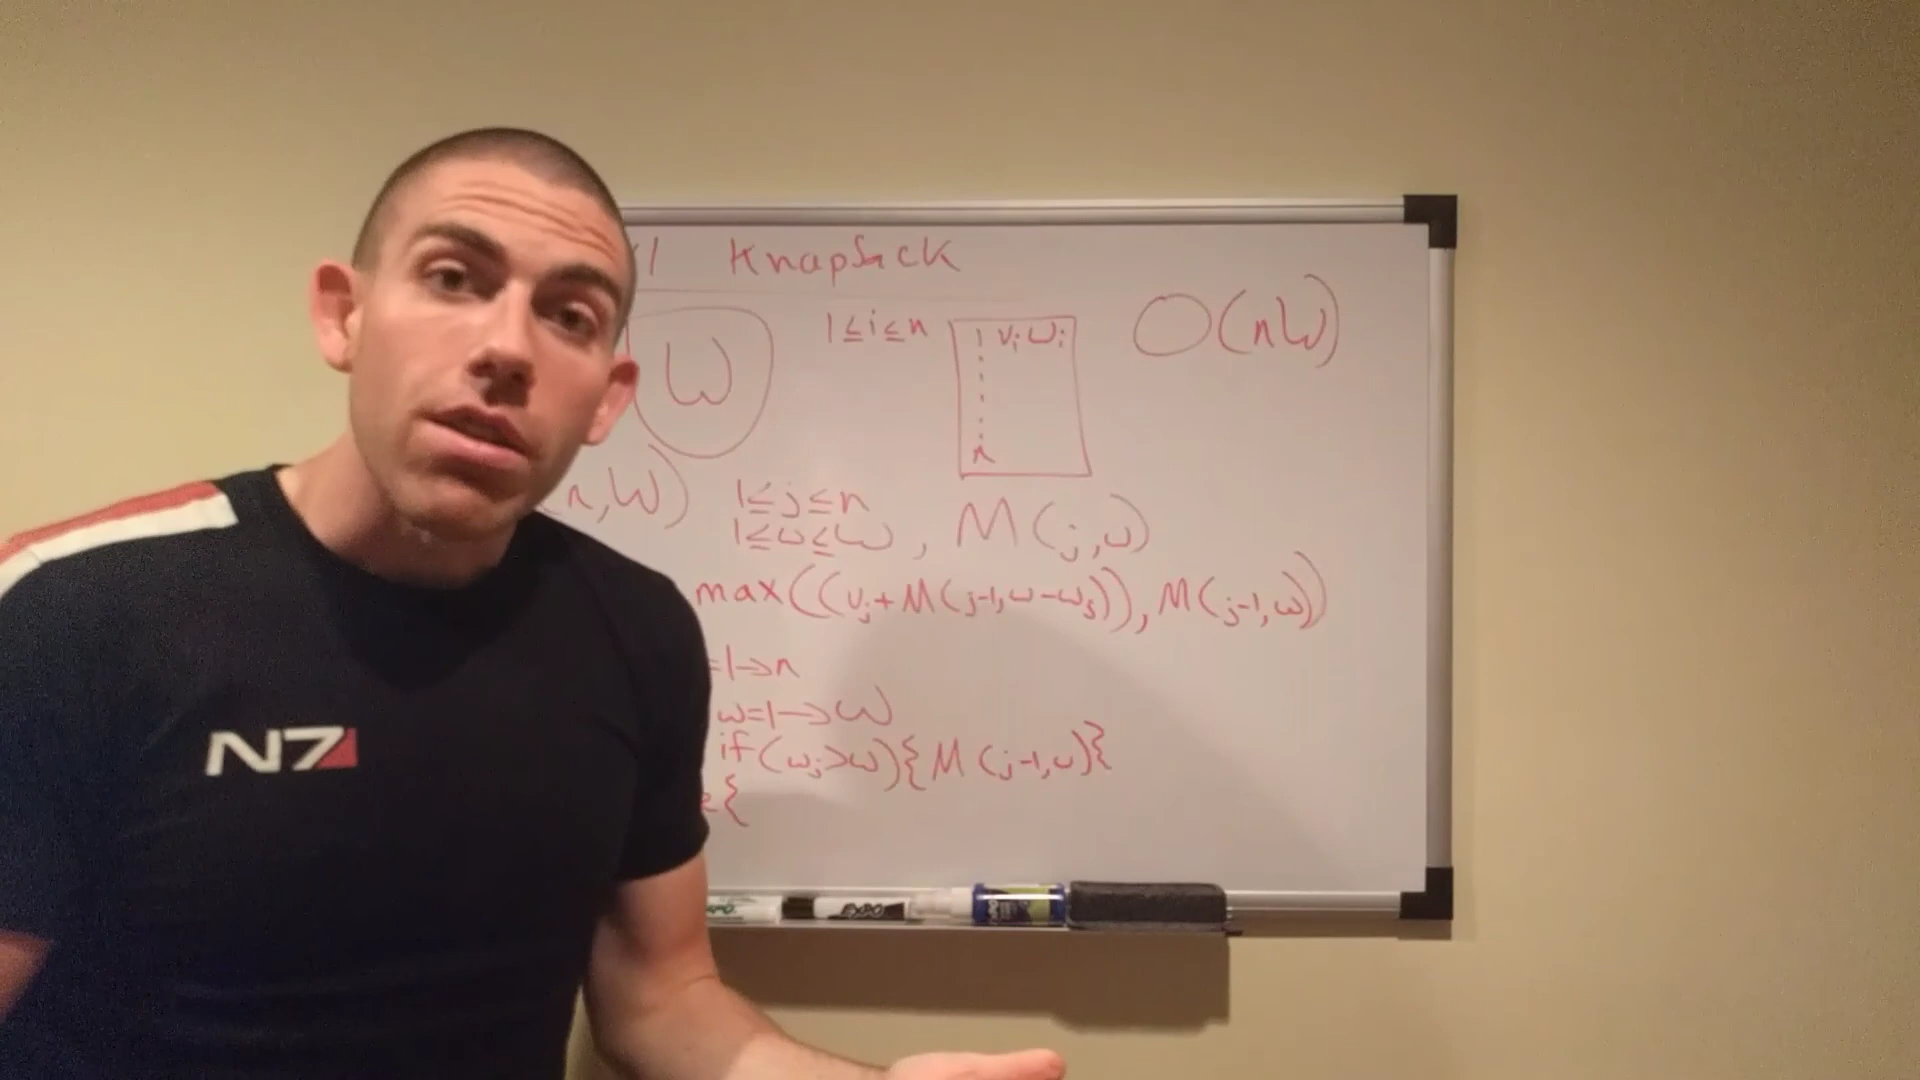 /1 Knapsack
W
1≤i≤n
1 vᵢ wᵢ
n
O(nW)
n,W)
1≤j≤n
1≤w≤W, M(j,w)
max((vⱼ+M(j-1,w-wⱼ)),M(j-1,w))
=1→n
w=1→W
if(wⱼ>w){M(j-1,w)}
e{
N7
EXPO